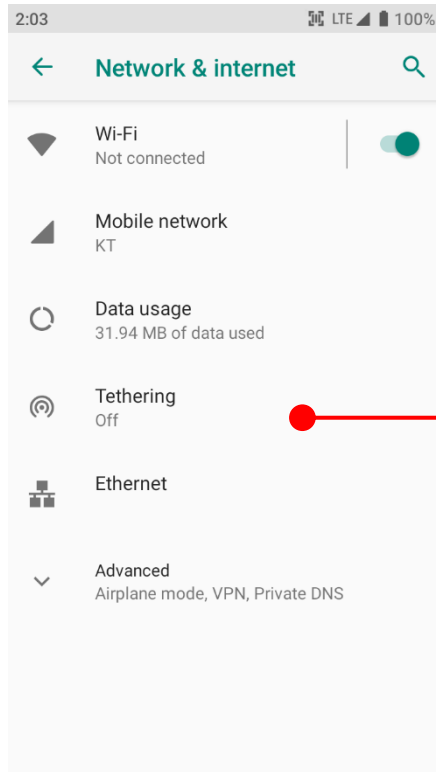 2:03 LTE 100%
Network & internet
Wi-Fi
Not connected
Mobile network
KT
Data usage
31.94 MB of data used
Tethering
Off
Ethernet
Advanced
Airplane mode, VPN, Private DNS